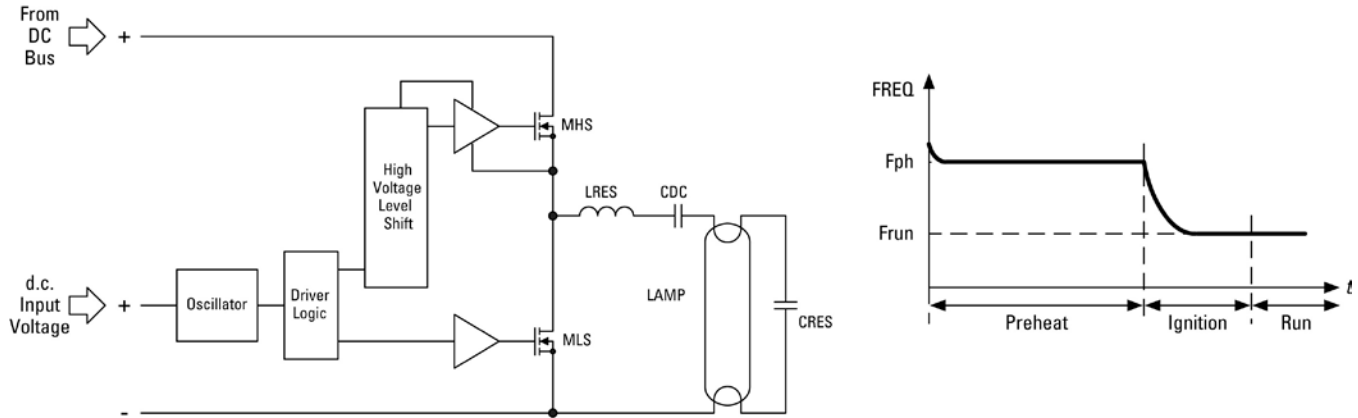 From
DC
Bus
+
MHS
High
Voltage
Level
Shift
LRES
CDC
d.c.
Input
Voltage
+
Oscillator
Driver
Logic
LAMP
CRES
MLS
-
FREQ
Fph
Frun
t
Preheat
Ignition
Run